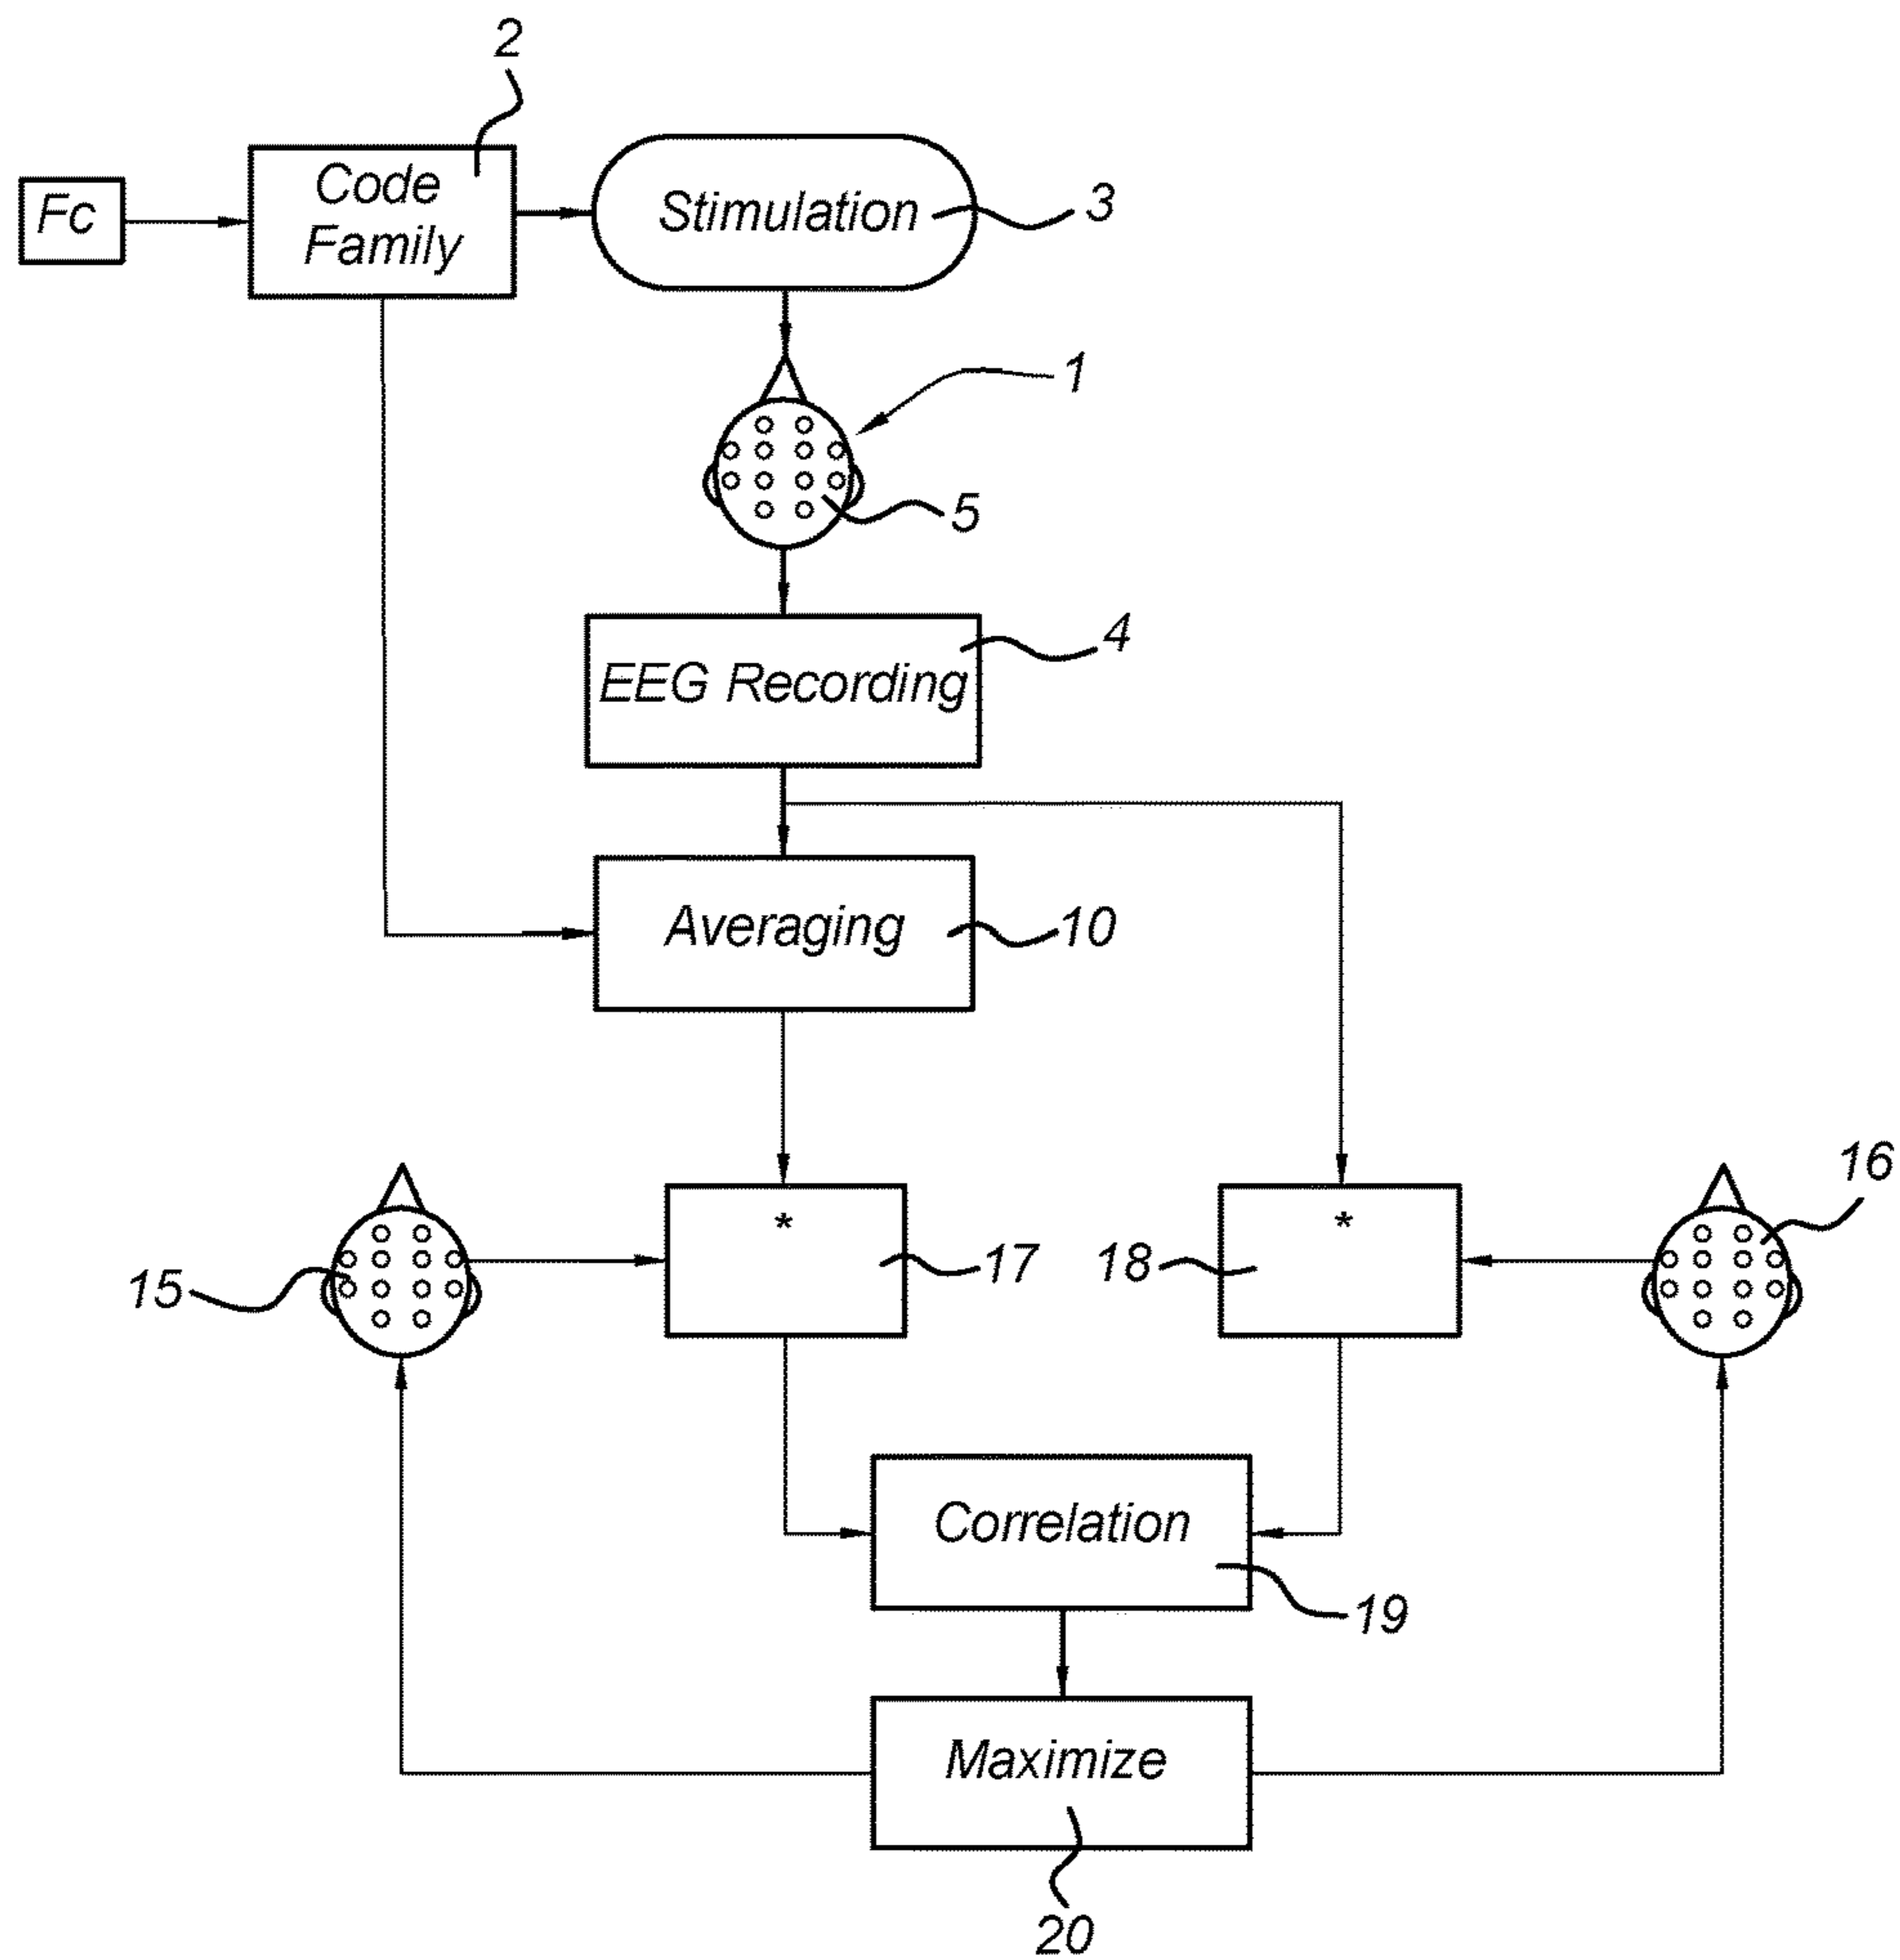 2
Fc
Code
Family
Stimulation
3
1
5
4
EEG Recording
Averaging
10
16
*
*
17
18
15
Correlation
19
Maximize
20